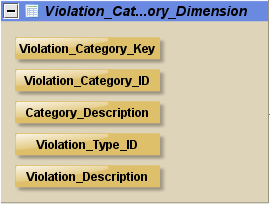 Violation_Cat...ory_Dimension
Violation_Category_Key
Violation_Category_ID
Category_Description
Violation_Type_ID
Violation_Description